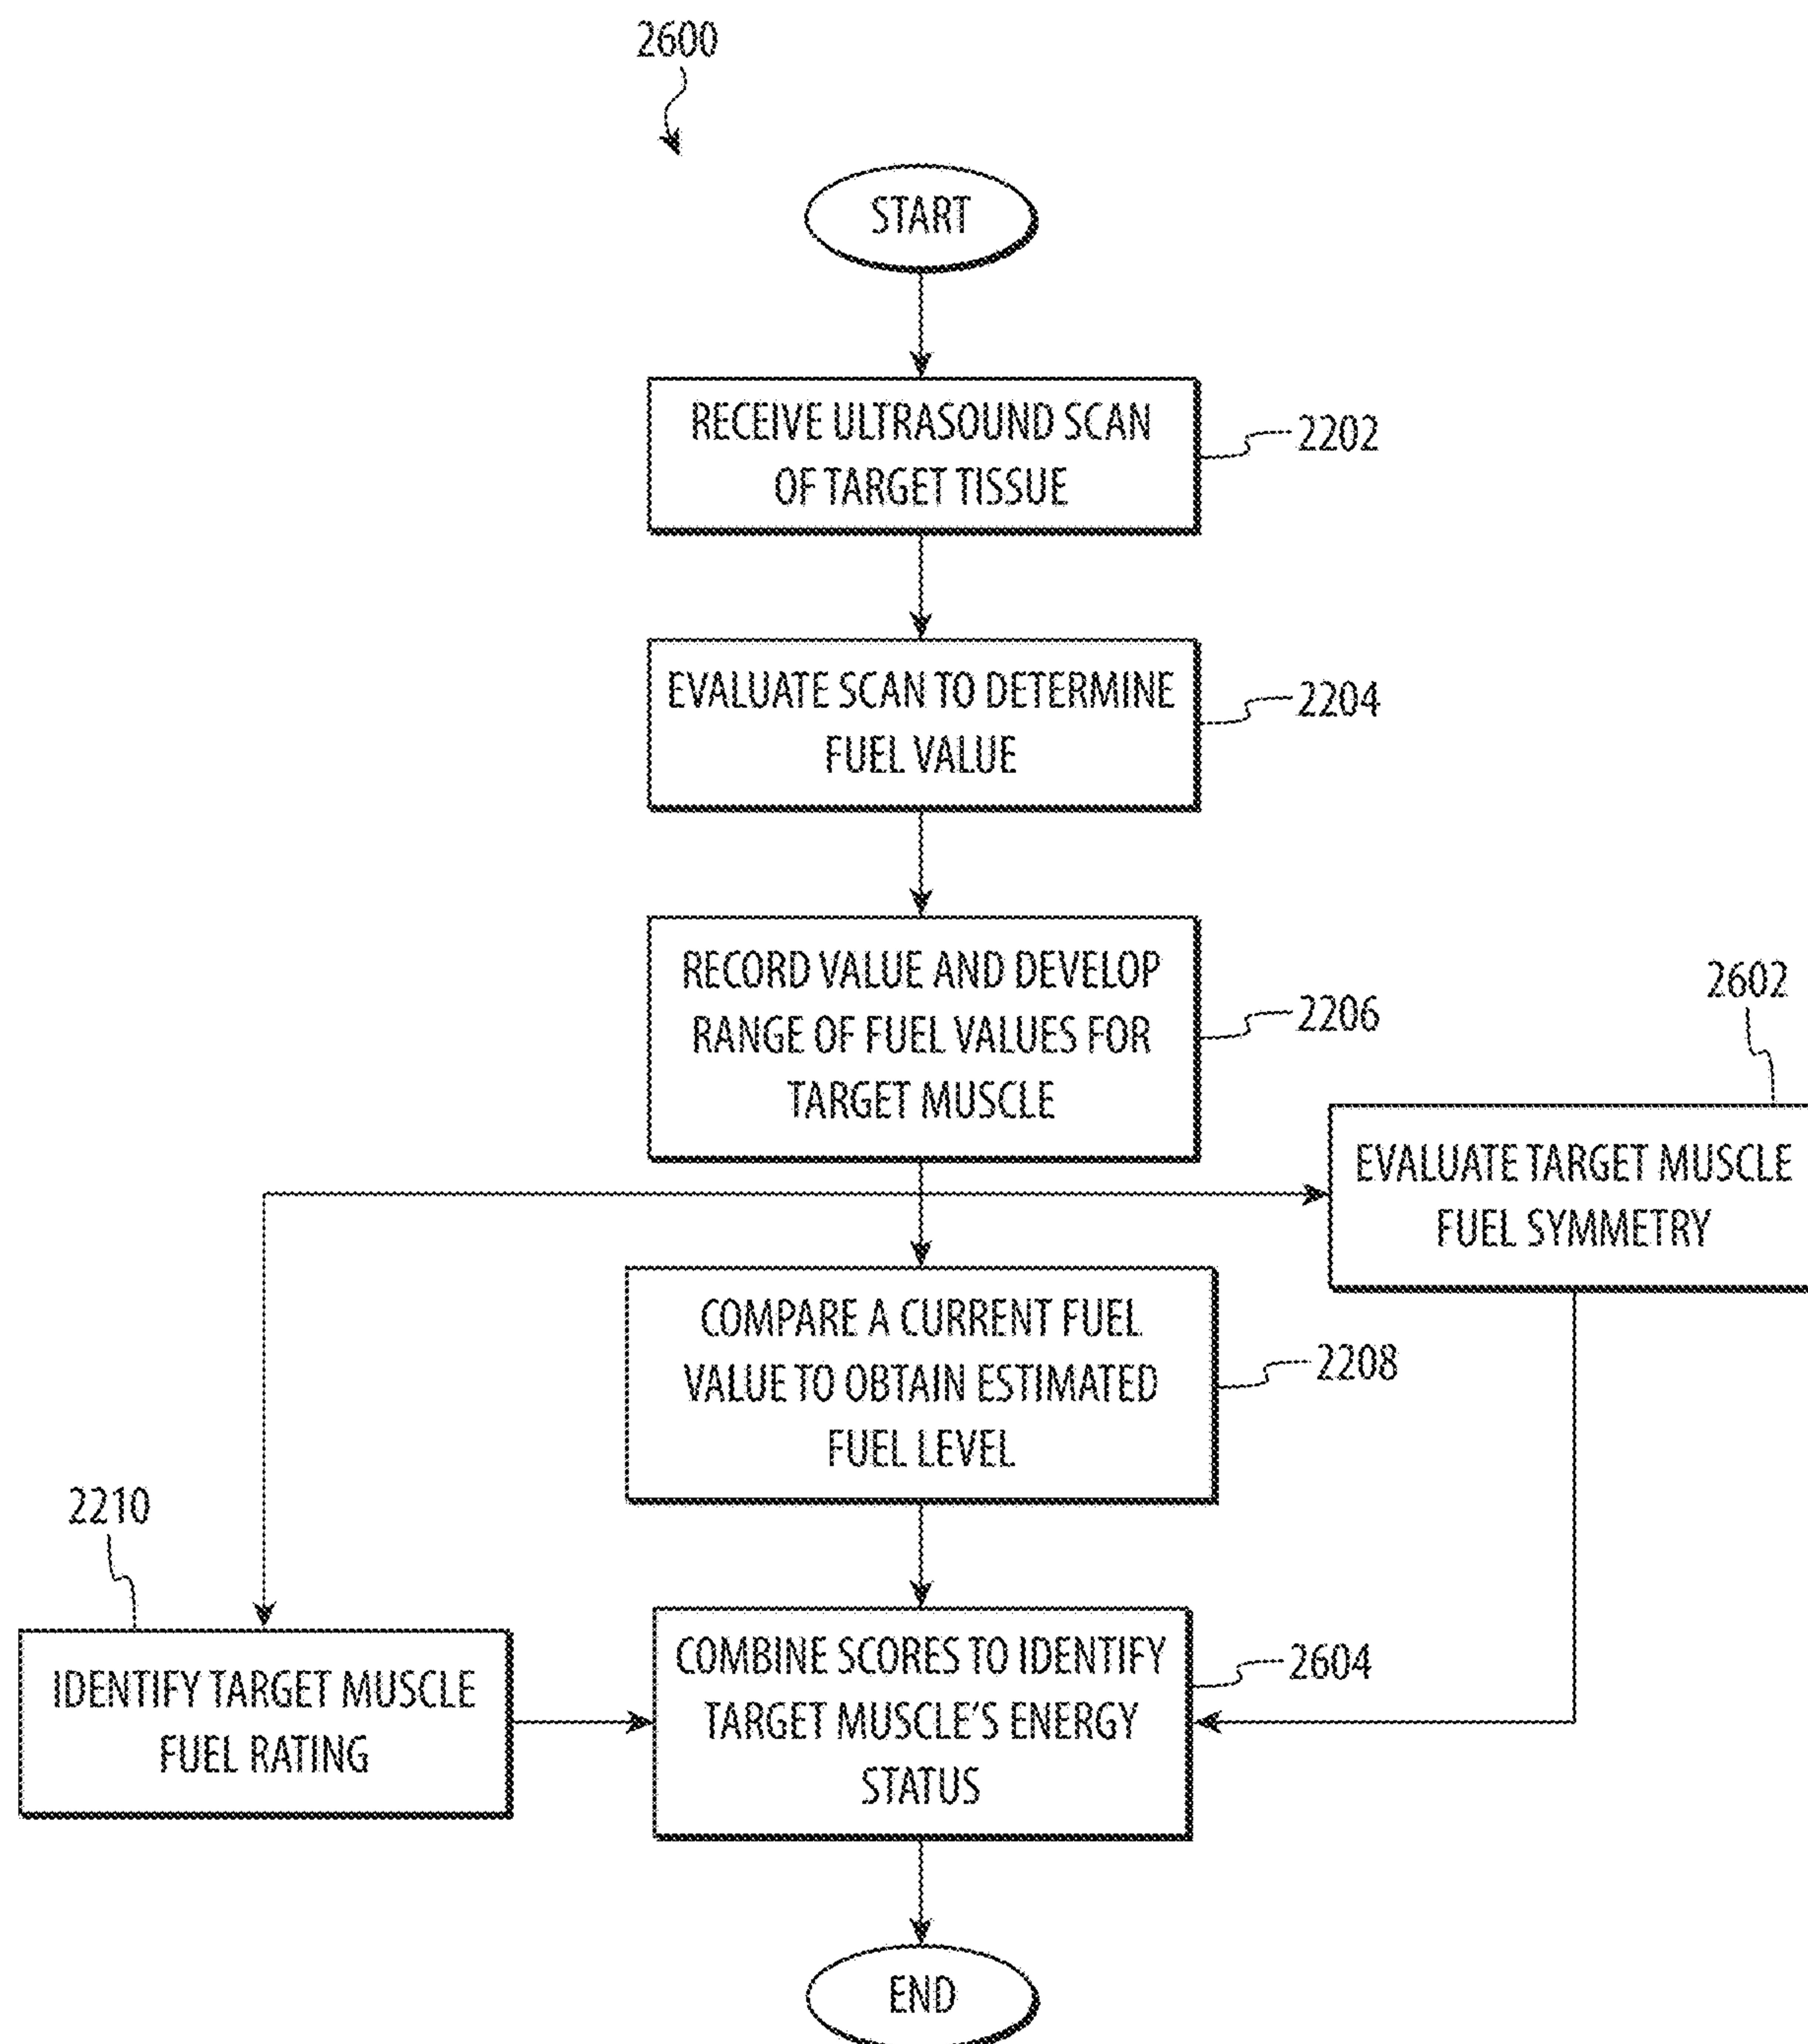 2600
START
RECEIVE ULTRASOUND SCAN
OF TARGET TISSUE
2202
EVALUATE SCAN TO DETERMINE
FUEL VALUE
2204
RECORD VALUE AND DEVELOP
RANGE OF FUEL VALUES FOR
TARGET MUSCLE
2206
2602
EVALUATE TARGET MUSCLE
FUEL SYMMETRY
COMPARE A CURRENT FUEL
VALUE TO OBTAIN ESTIMATED
FUEL LEVEL
2208
2210
IDENTIFY TARGET MUSCLE
FUEL RATING
COMBINE SCORES TO IDENTIFY
TARGET MUSCLE'S ENERGY
STATUS
2604
END